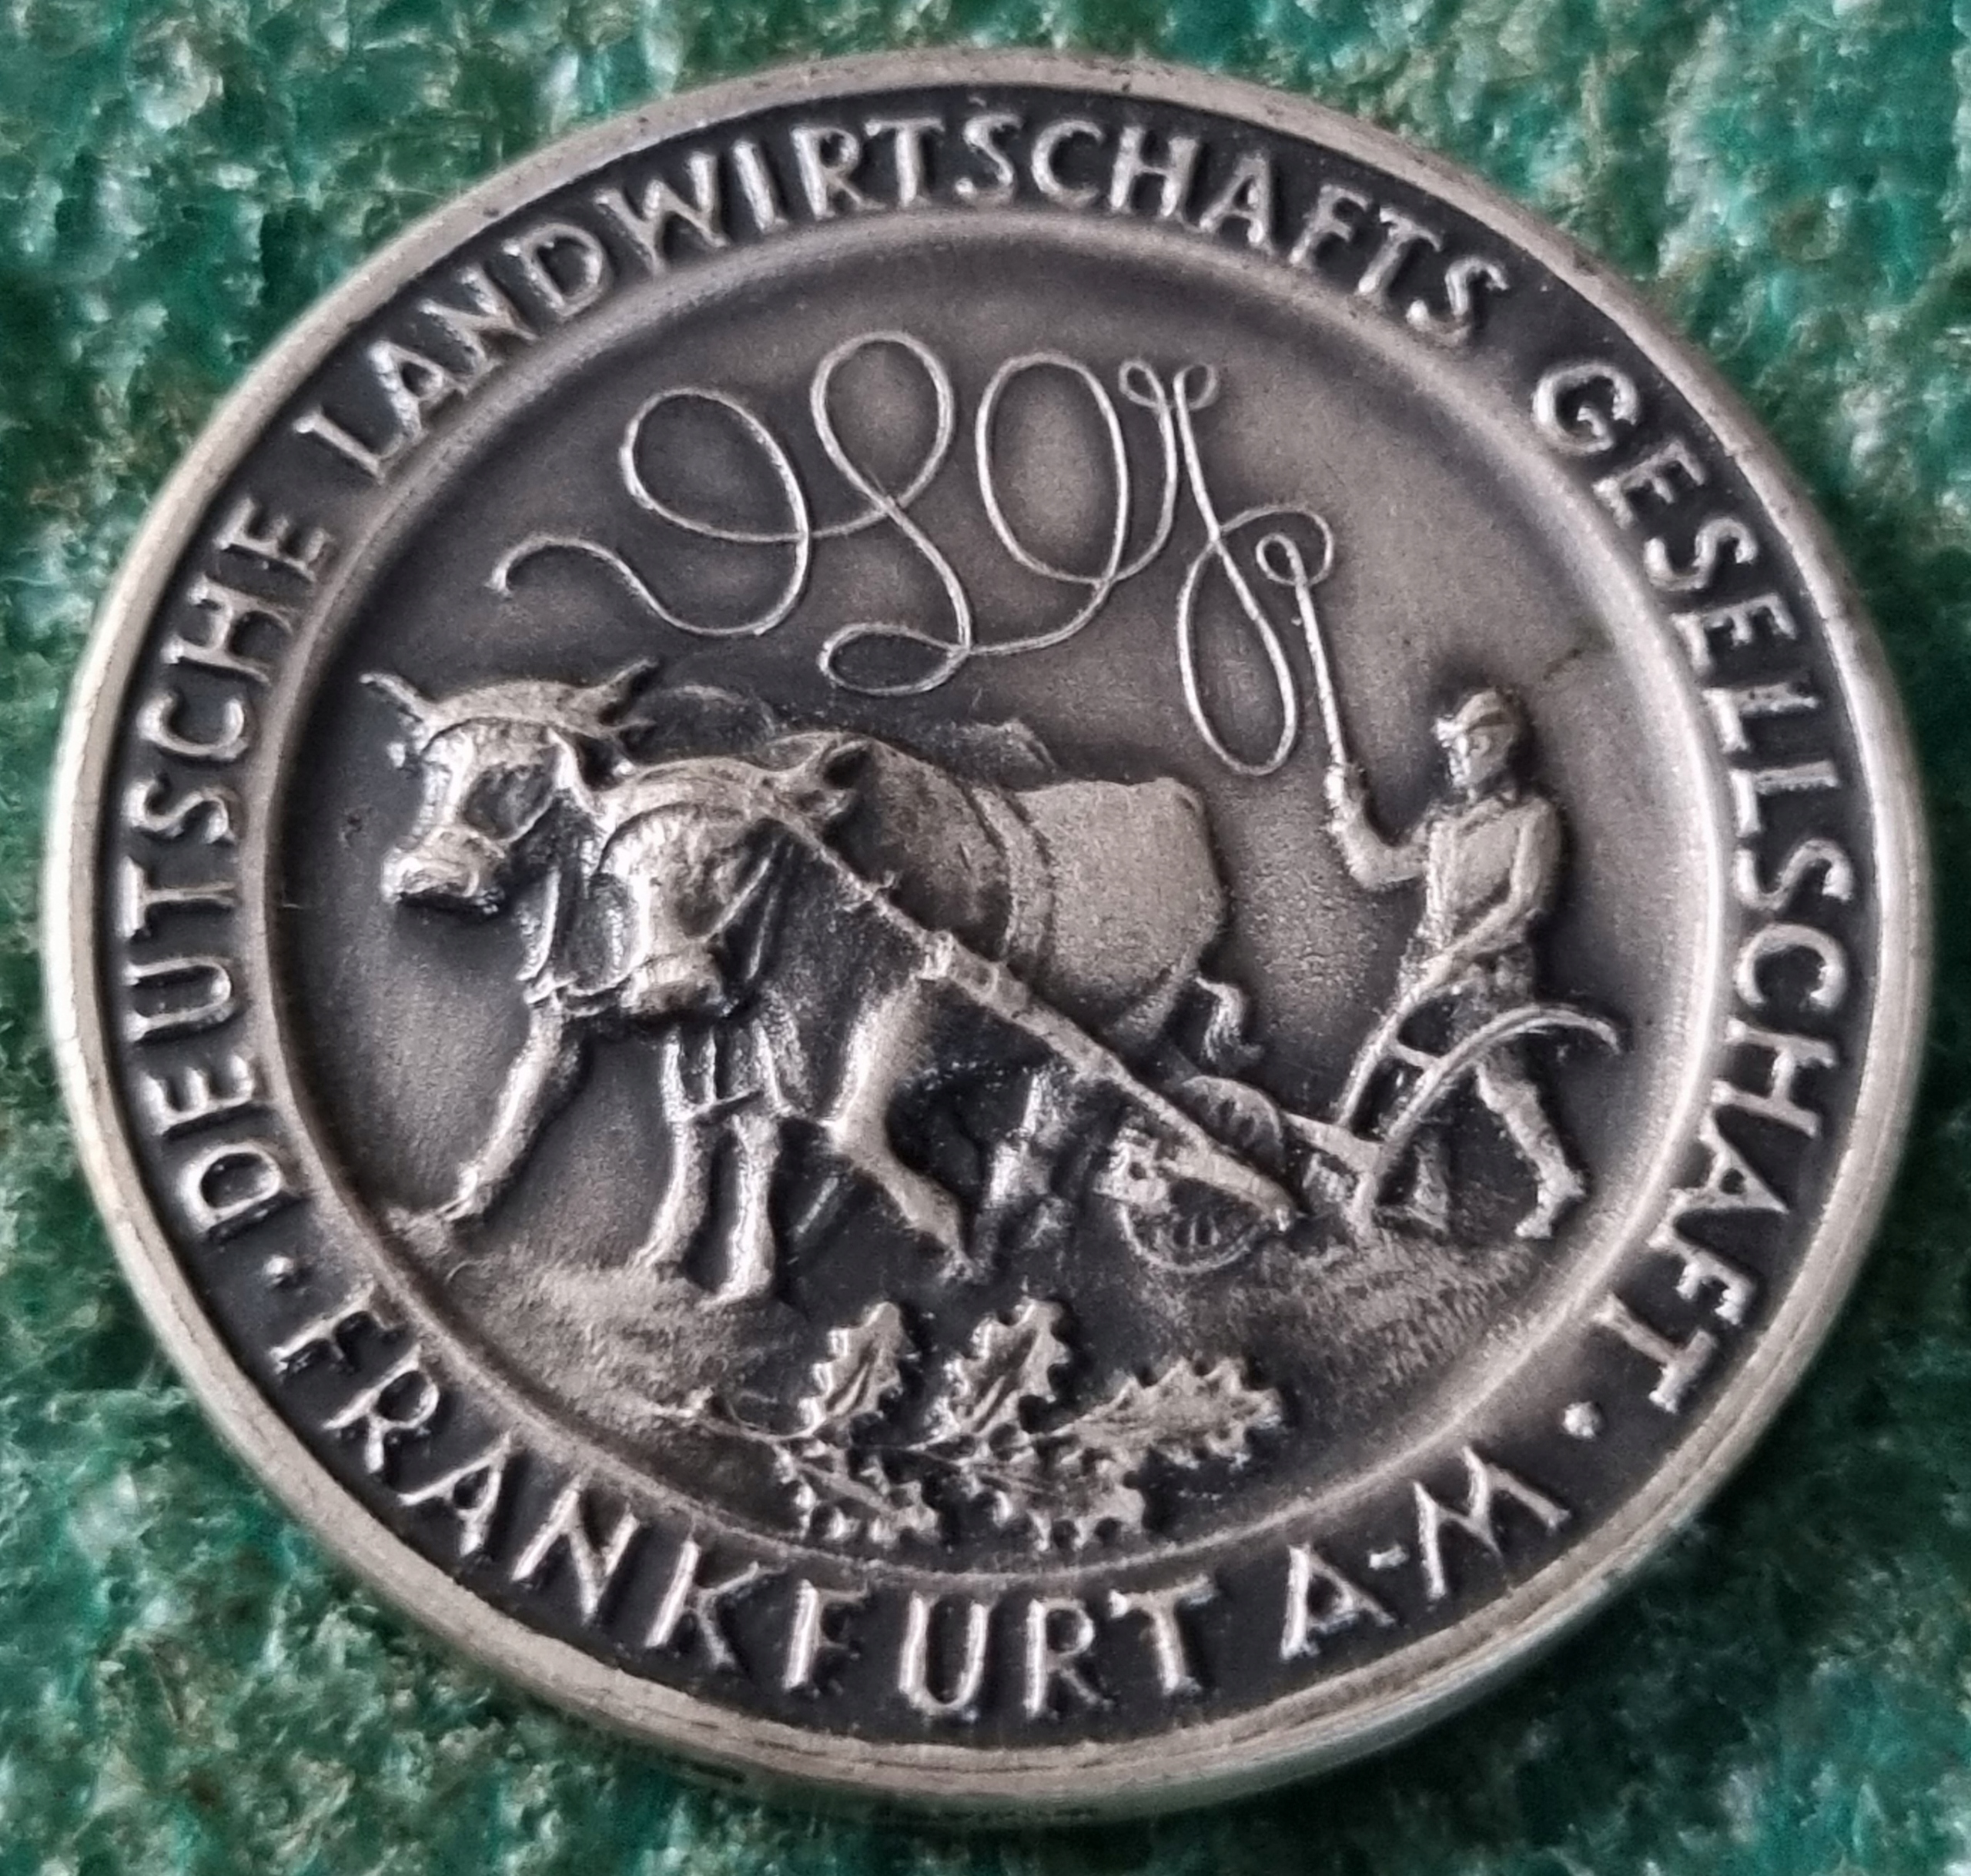 DEUTSCHE LANDWIRTSCHAFTS GESELLSCHAFT
· FRANKFURT A-M ·